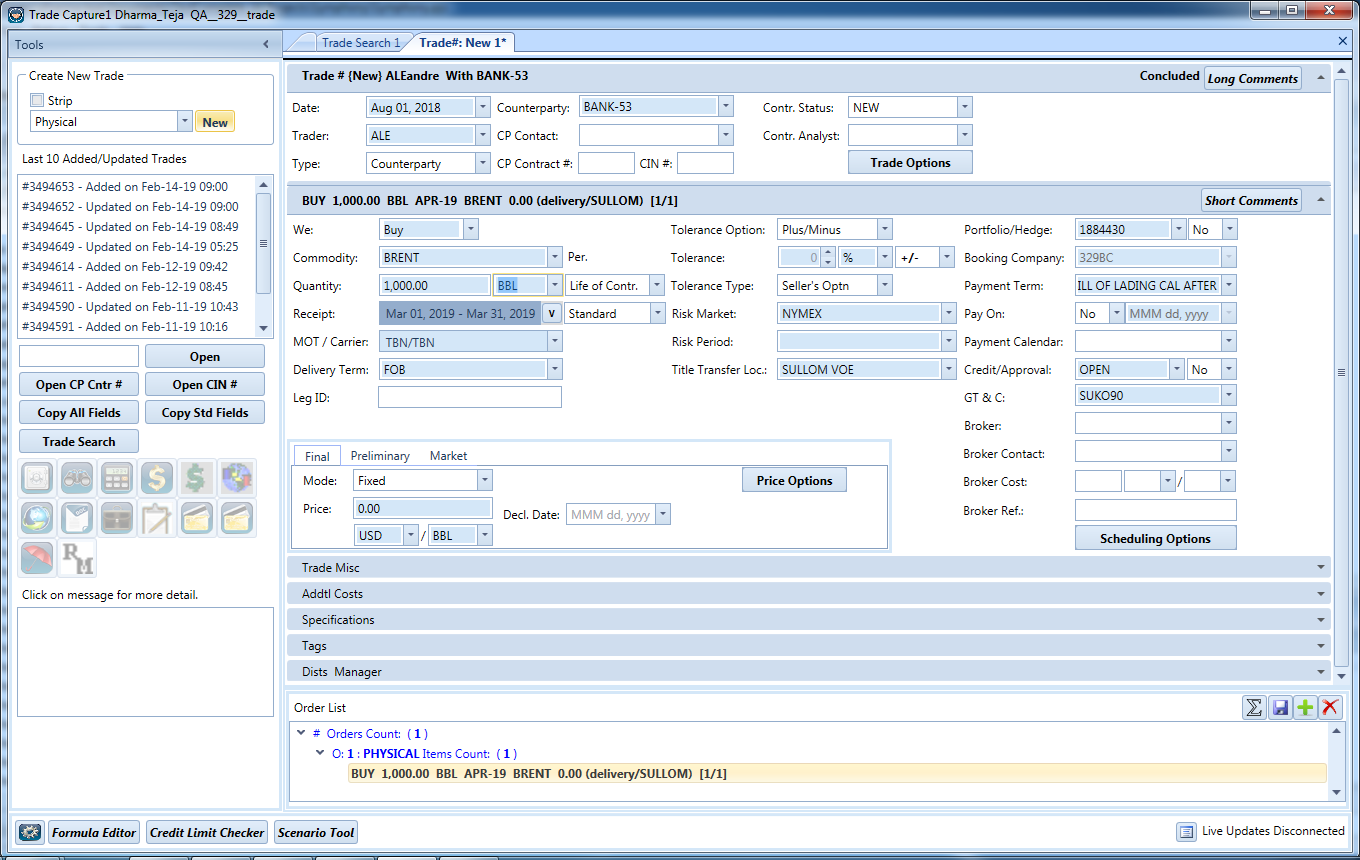 Trade Capture1 Dharma_Teja QA__329__trade
Tools
Create New Trade
Strip
Physical New
Last 10 Added/Updated Trades
#3494653 - Added on Feb-14-19 09:00
#3494652 - Updated on Feb-14-19 09:00
#3494645 - Updated on Feb-14-19 08:49
#3494649 - Updated on Feb-14-19 05:25
#3494614 - Added on Feb-12-19 09:42
#3494611 - Added on Feb-12-19 08:45
#3494590 - Updated on Feb-11-19 10:43
#3494591 - Added on Feb-11-19 10:16
Open
Open CP Cntr # Open CIN #
Copy All Fields Copy Std Fields
Trade Search
RM
Click on message for more detail.
Trade Search 1 Trade#: New 1*
Trade # {New} ALEandre With BANK-53 Concluded Long Comments
Date: Aug 01, 2018 Counterparty: BANK-53 Contr. Status: NEW
Trader: ALE CP Contact: Contr. Analyst:
Type: Counterparty CP Contract #: CIN #: Trade Options
BUY 1,000.00 BBL APR-19 BRENT 0.00 (delivery/SULLOM) [1/1] Short Comments
We: Buy Tolerance Option: Plus/Minus Portfolio/Hedge: 1884430 No
Commodity: BRENT Per. Tolerance: 0 % +/- Booking Company: 329BC
Quantity: 1,000.00 BBL Life of Contr. Tolerance Type: Seller's Optn Payment Term: ILL OF LADING CAL AFTER
Receipt: Mar 01, 2019 - Mar 31, 2019 v Standard Risk Market: NYMEX Pay On: No MMM dd, yyyy
MOT / Carrier: TBN/TBN Risk Period: Payment Calendar:
Delivery Term: FOB Title Transfer Loc.: SULLOM VOE Credit/Approval: OPEN No
Leg ID: GT & C: SUKO90
Broker:
Broker Contact:
Broker Cost: /
Broker Ref.:
Scheduling Options
Final Preliminary Market
Mode: Fixed Price Options
Price: 0.00 Decl. Date: MMM dd, yyyy
USD / BBL
Trade Misc
Addtl Costs
Specifications
Tags
Dists Manager
Order List
# Orders Count: ( 1 )
O: 1 : PHYSICAL Items Count: ( 1 )
BUY 1,000.00 BBL APR-19 BRENT 0.00 (delivery/SULLOM) [1/1]
Formula Editor Credit Limit Checker Scenario Tool Live Updates Disconnected